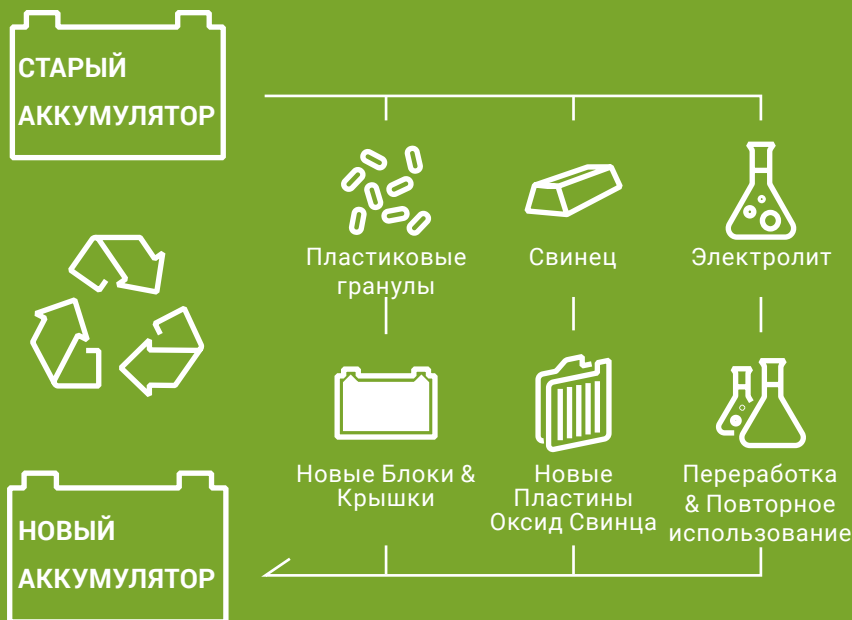 СТАРЫЙ
АККУМУЛЯТОР
Пластиковые
гранулы
Свинец
Электролит
Новые Блоки &
Крышки
Новые
Пластины
Оксид Свинца
Переработка
& Повторное
использование
НОВЫЙ
АККУМУЛЯТОР